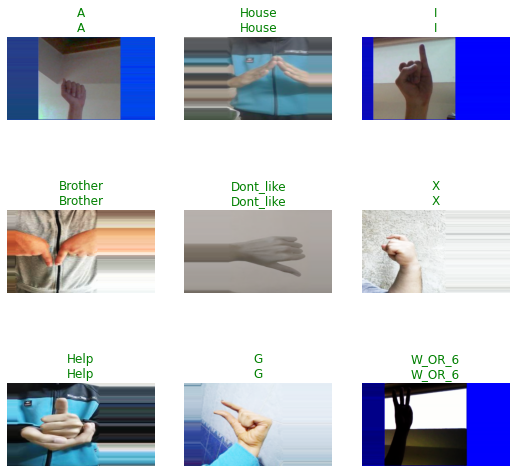 A
A
House
House
I
I
Brother
Brother
Dont_like
Dont_like
X
X
Help
Help
G
G
W_OR_6
W_OR_6